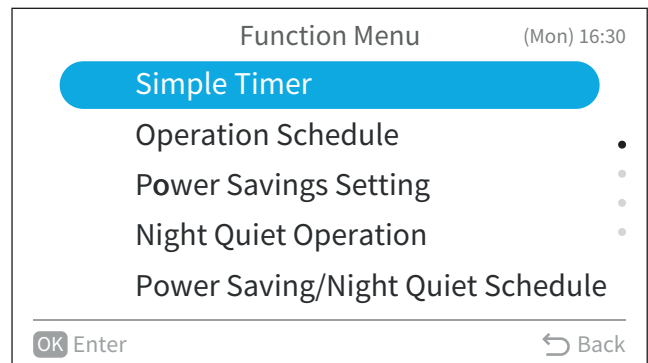 Function Menu (Mon) 16:30
Simple Timer
Operation Schedule
Power Savings Setting
Night Quiet Operation
Power Saving/Night Quiet Schedule
OK Enter Back